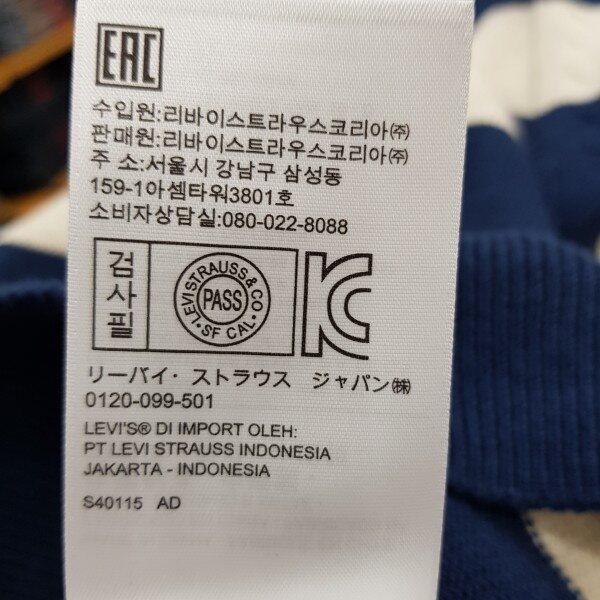 EAC
수입원:리바이스트라우스코리아㈜
판매원:리바이스트라우스코리아㈜
주 소:서울시 강남구 삼성동
159-1아셈타워3801호
소비자상담실:080-022-8088
검사필
LEVI STRAUSS & CO
PASS
• SF CAL •
KC
リーバイ・ストラウス ジャパン㈱
0120-099-501
LEVI'S® DI IMPORT OLEH:
PT LEVI STRAUSS INDONESIA
JAKARTA - INDONESIA
S40115 AD